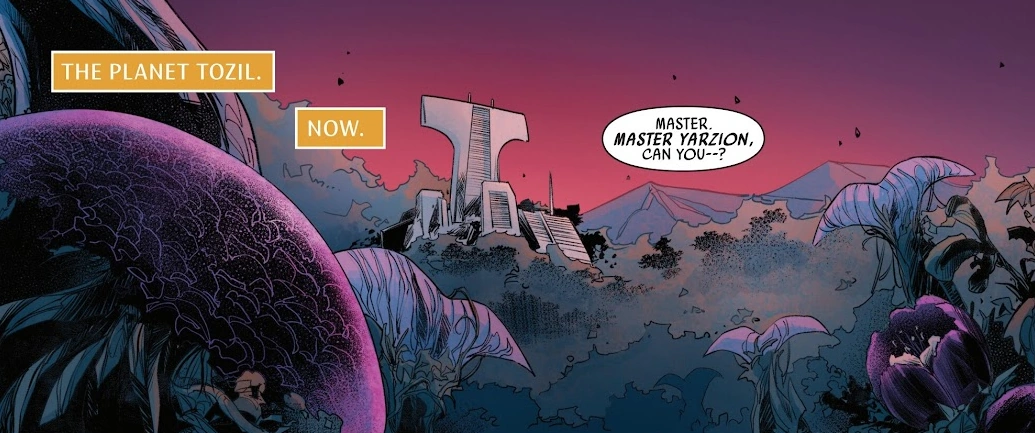 THE PLANET TOZIL.
NOW.
MASTER.
MASTER YARZION,
CAN YOU--?